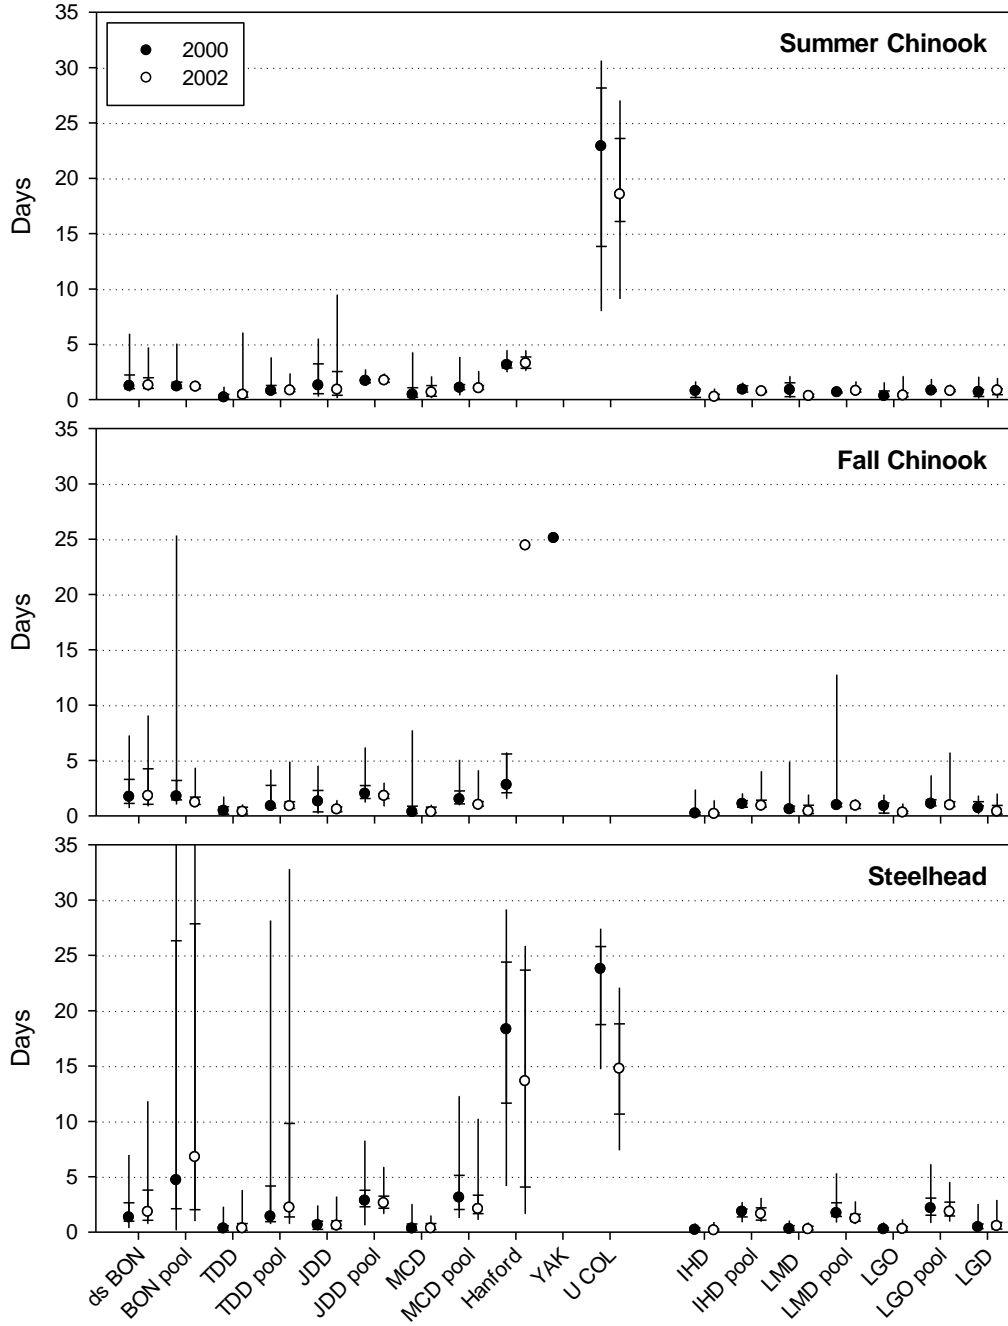 35
30
25
20
15
10
5
0
Days
2000
2002
Summer Chinook
35
30
25
20
15
10
5
0
Days
Fall Chinook
35
30
25
20
15
10
5
0
Days
Steelhead
ds BON
BON pool
TDD
TDD pool
JDD
JDD pool
MCD
MCD pool
Hanford
YAK
U COL
IHD
IHD pool
LMD
LMD pool
LGO
LGO pool
LGD